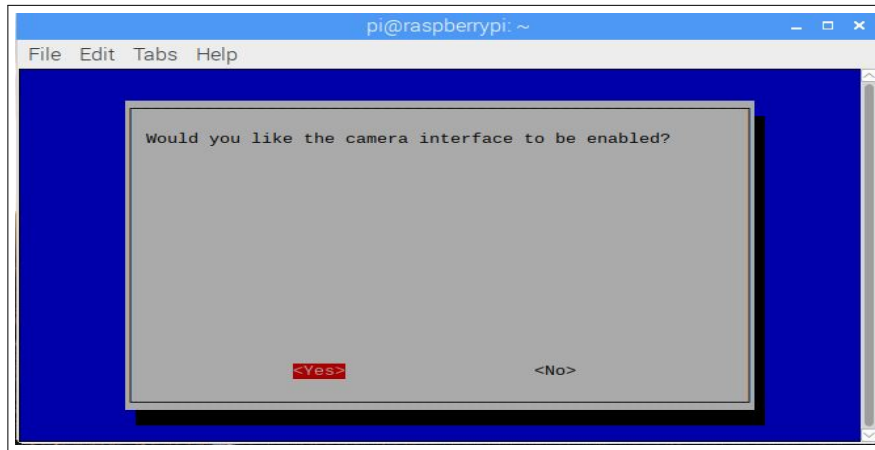 pi@raspberrypi: ~
File Edit Tabs Help
Would you like the camera interface to be enabled?
<Yes> <No>